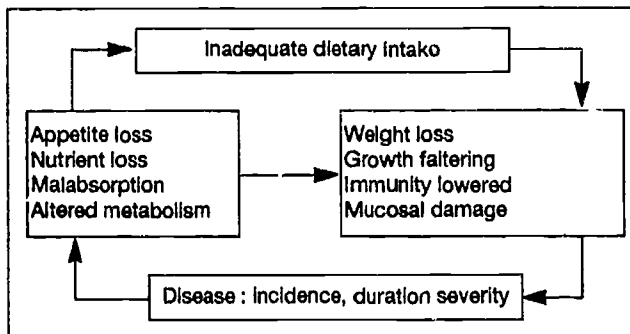 Inadequate dietary intako
Appetite loss
Nutrient loss
Malabsorption
Altered metabolism
Weight loss
Growth faltering
Immunity lowered
Mucosal damage
Disease : incidence, duration severity